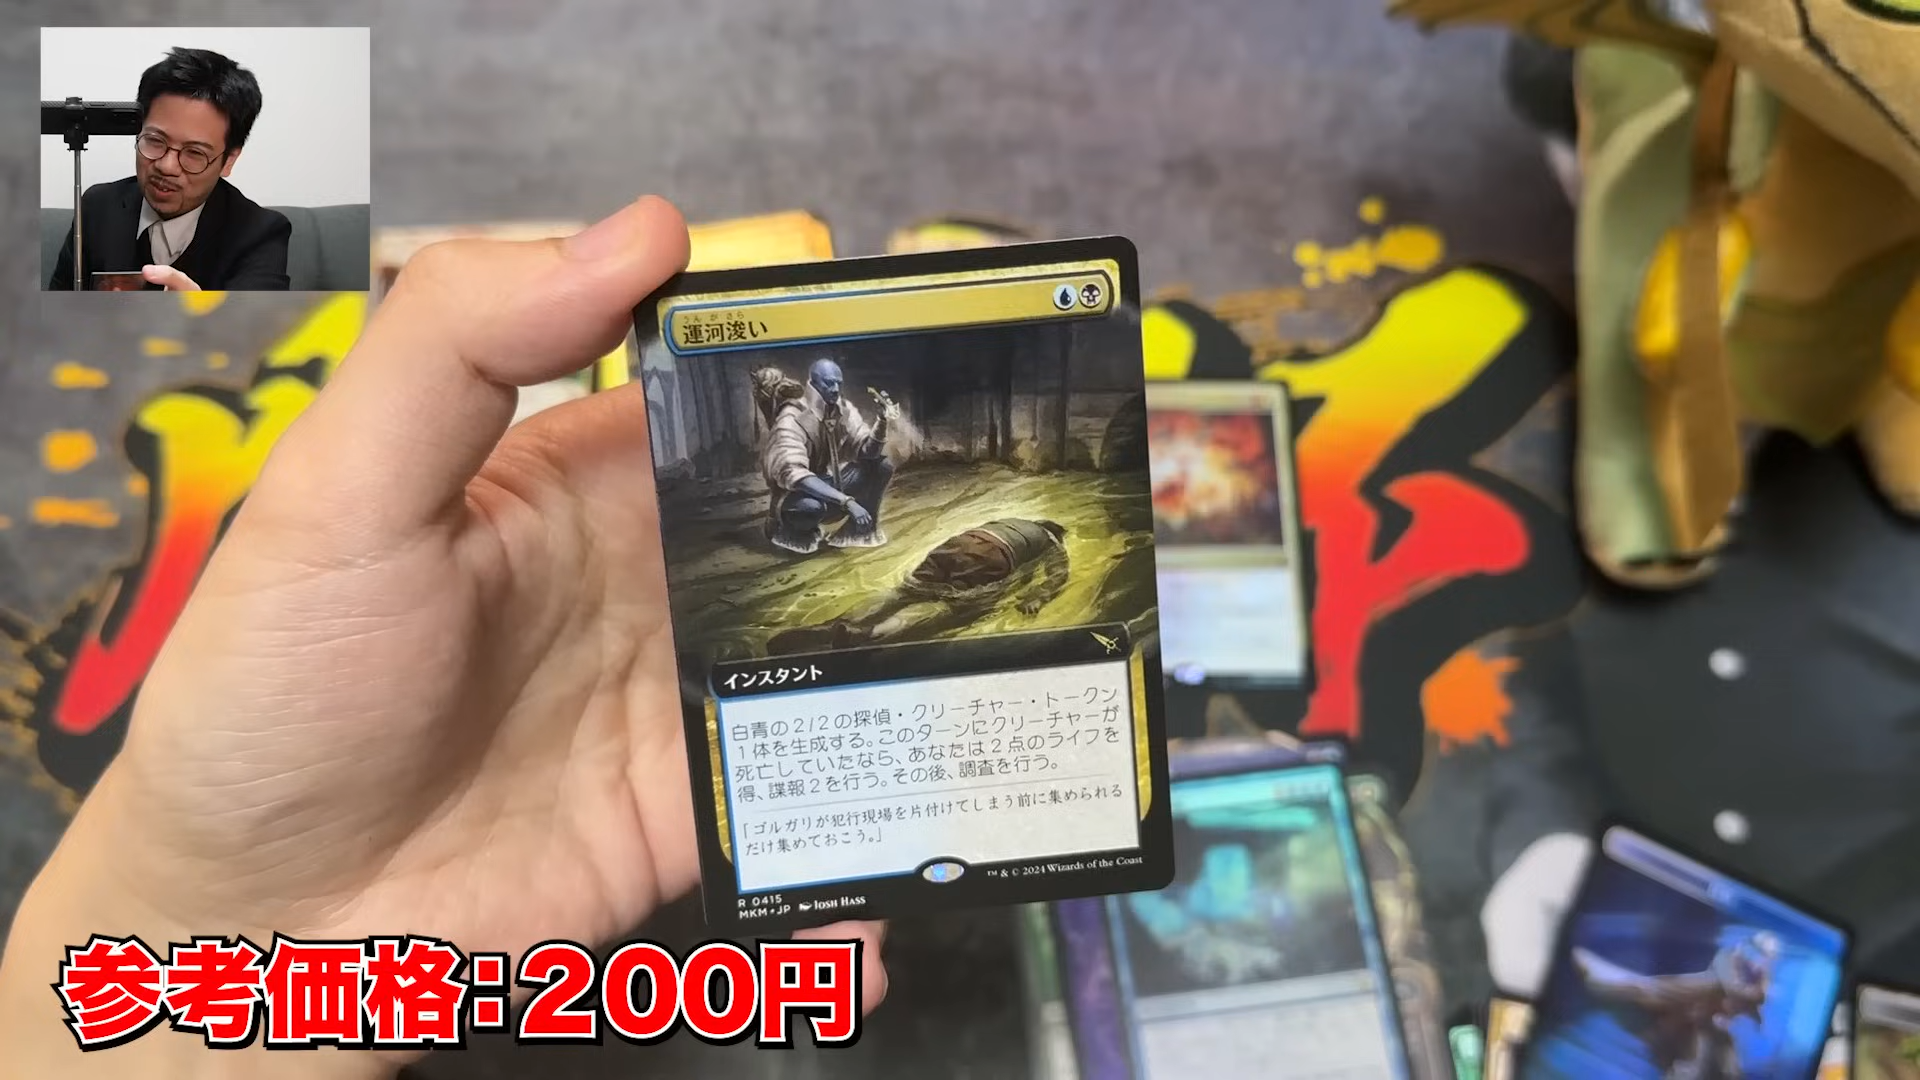 うんがさら
運河浚い
インスタント
白青の2/2の探偵・クリーチャー・トークン
1体を生成する。このターンにクリーチャーが
死亡していたなら、あなたは2点のライフを
得、諜報2を行う。その後、調査を行う。
「ゴルガリが犯行現場を片付けてしまう前に集められる
だけ集めておこう。」
R 0415
MKM・JP JOSH HASS
™ & © 2024 Wizards of the Coast
参考価格:200円